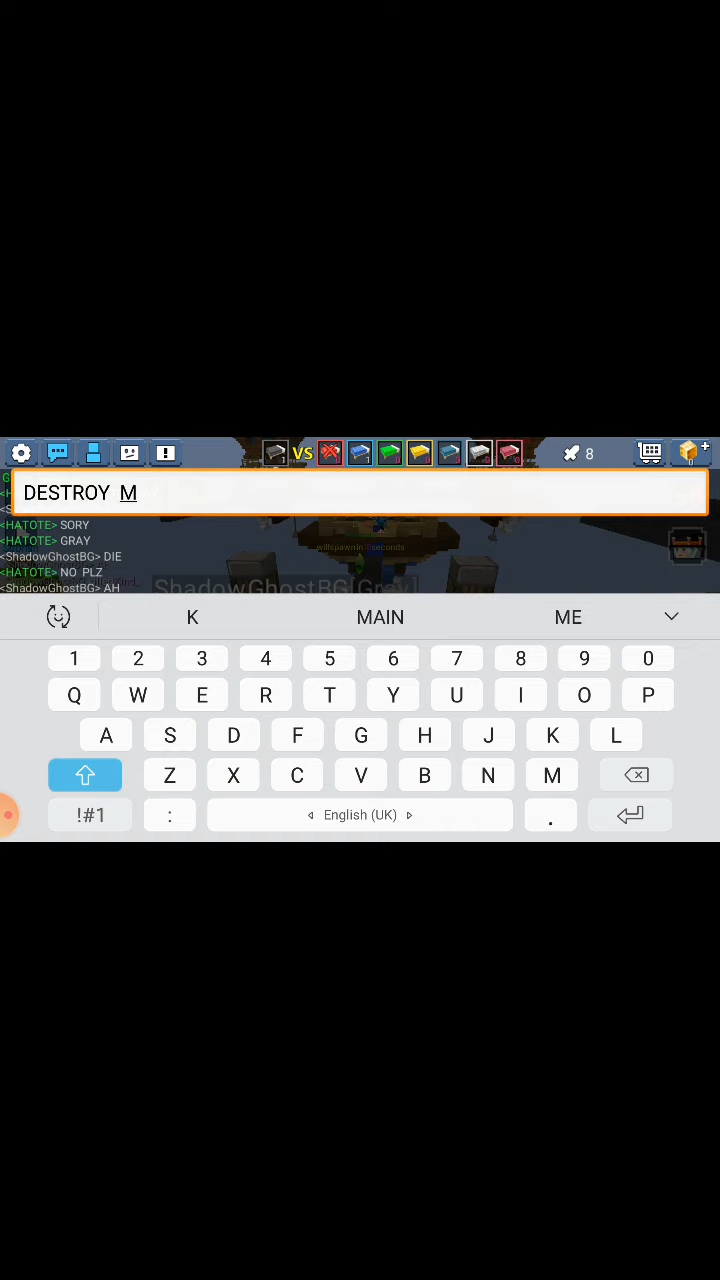 VS
8
DESTROY M
<HATOTE> SORY
<HATOTE> GRAY
<ShadowGhostBG> DIE
<HATOTE> NO PLZ
<ShadowGhostBG> AH
ShadowGhostBG[Gray]
K MAIN ME
1 2 3 4 5 6 7 8 9 0
Q W E R T Y U I O P
A S D F G H J K L
Z X C V B N M
!#1 : English (UK) .